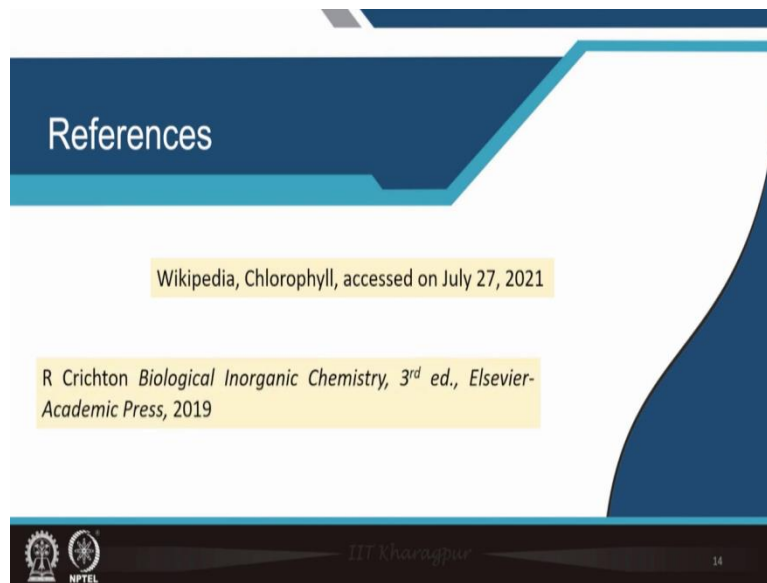 References
Wikipedia, Chlorophyll, accessed on July 27, 2021
R Crichton Biological Inorganic Chemistry, 3rd ed., Elsevier-
Academic Press, 2019
IIT Kharagpur
NPTEL
14